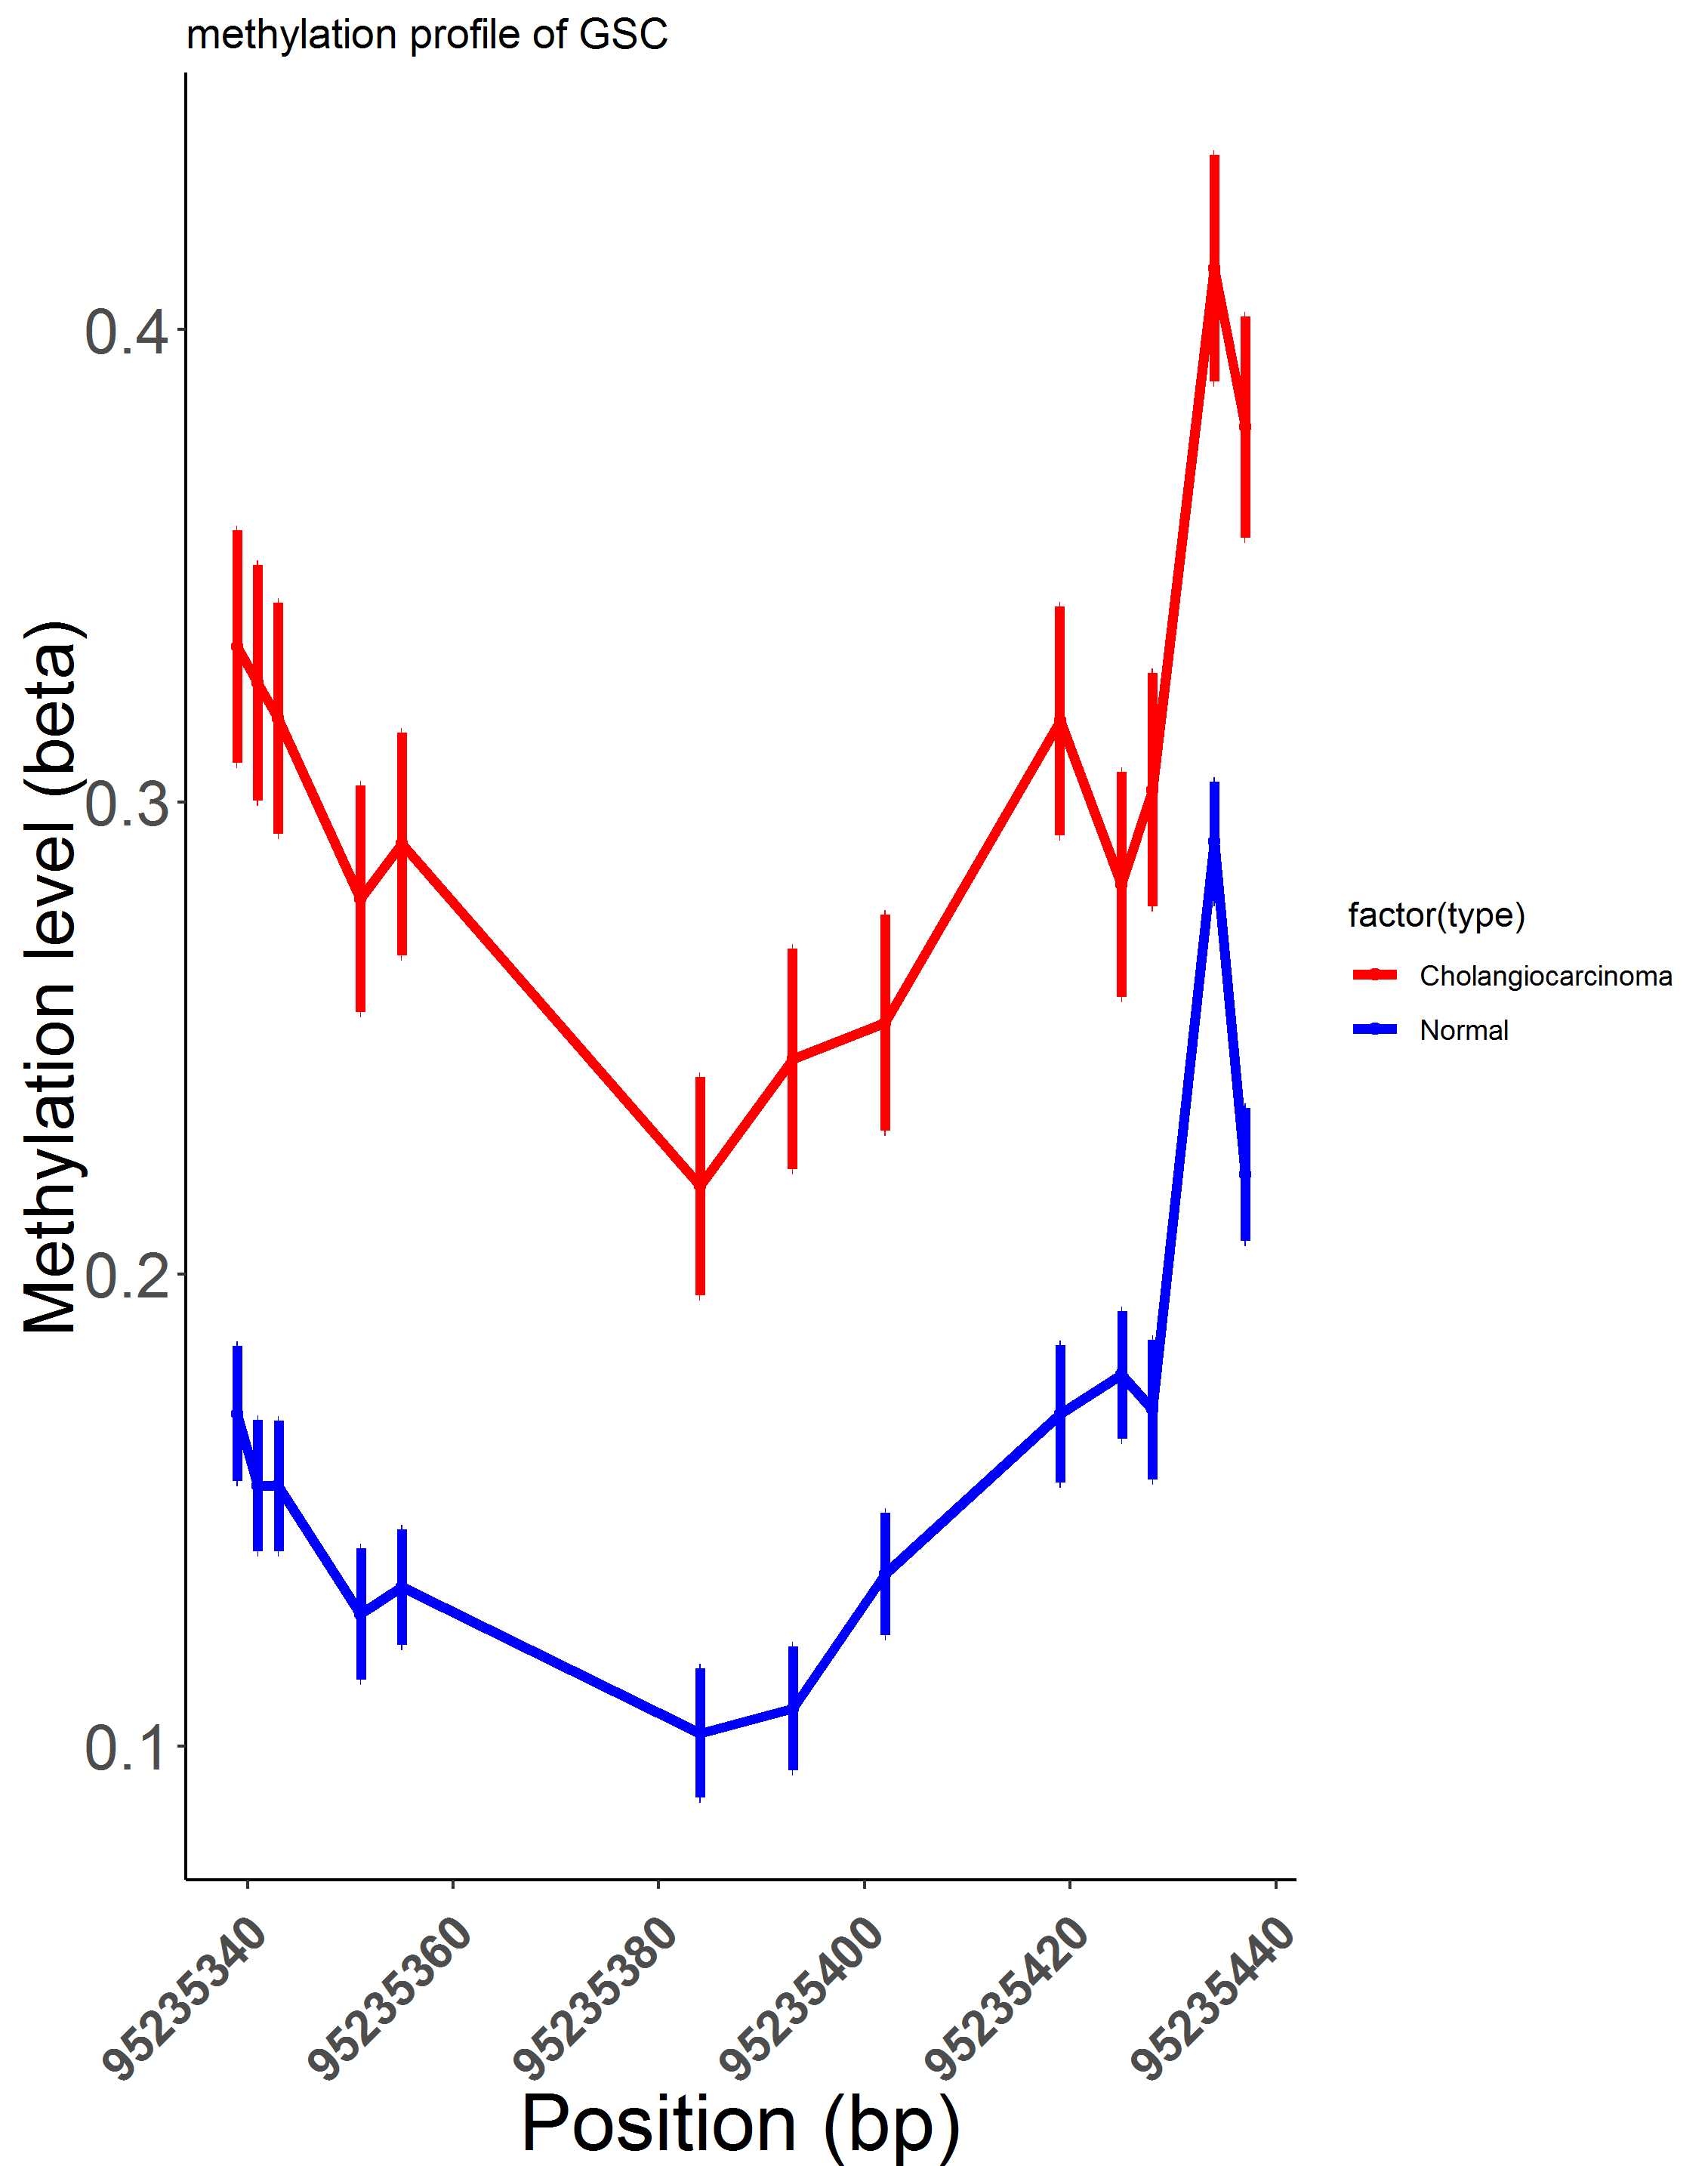 methylation profile of GSC
Methylation level (beta)
0.4
0.3
0.2
0.1
95235340
95235360
95235380
95235400
95235420
95235440
Position (bp)
factor(type)
Cholangiocarcinoma
Normal